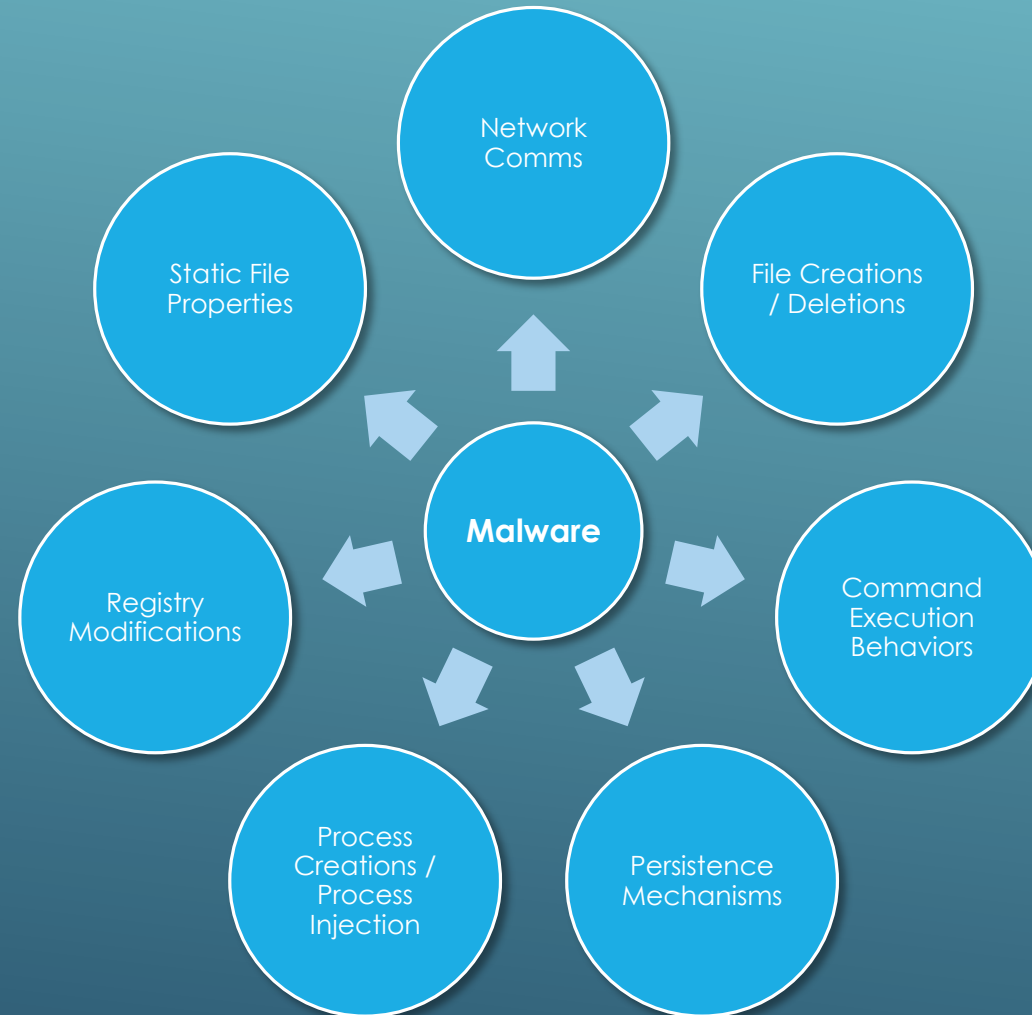 Network
Comms
File Creations
/ Deletions
Command
Execution
Behaviors
Persistence
Mechanisms
Process
Creations /
Process
Injection
Registry
Modifications
Static File
Properties
Malware